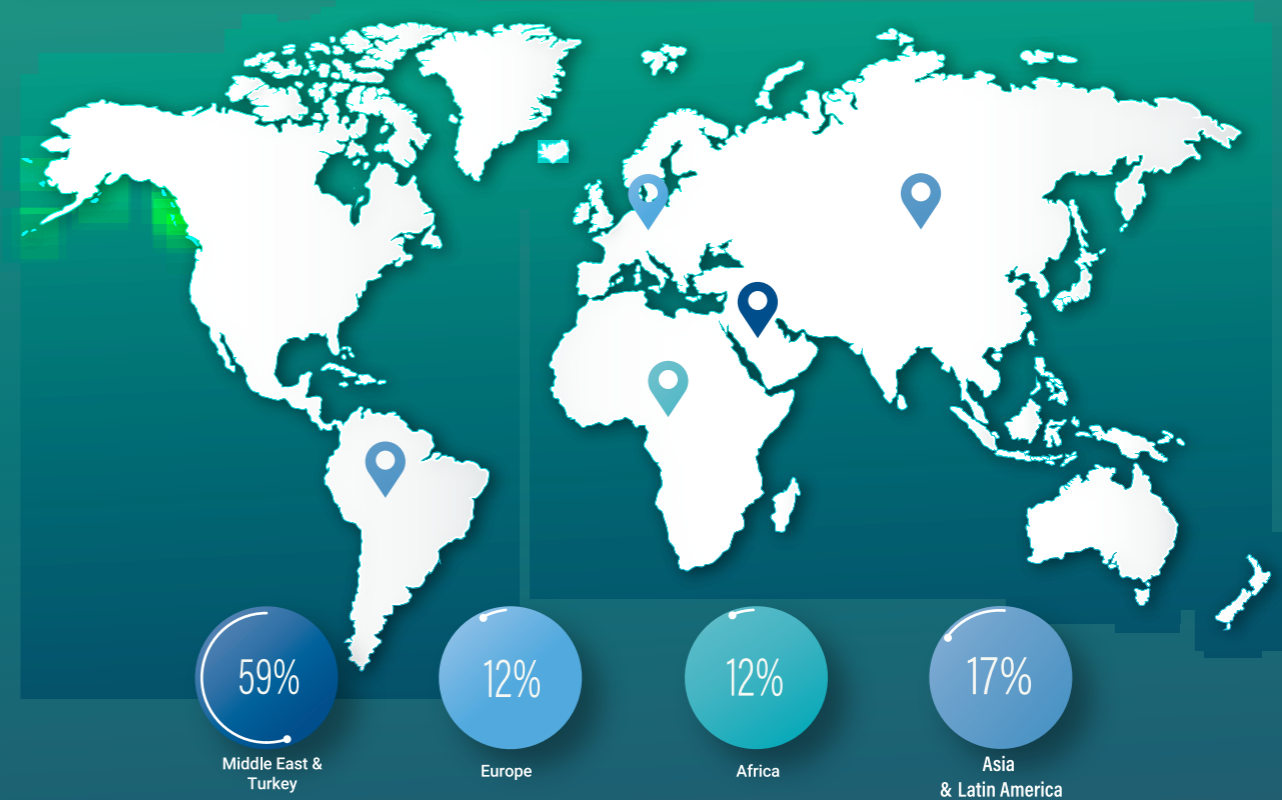 59%
12%
12%
17%
Middle East &
Turkey
Europe
Africa
Asia
& Latin America